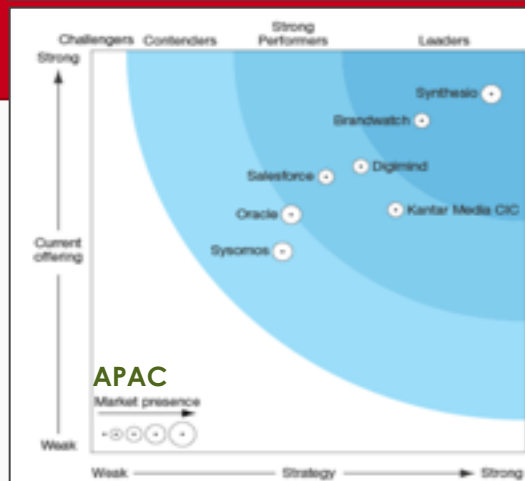 Strong
Challengers Contenders Performers Leaders
Strong
Synthesio
Brandwatch
Digimind
Salesforce
Kantar Media CIC
Oracle
Current
offering
Sysomos
APAC
Market presence
Weak
Weak Strategy Strong